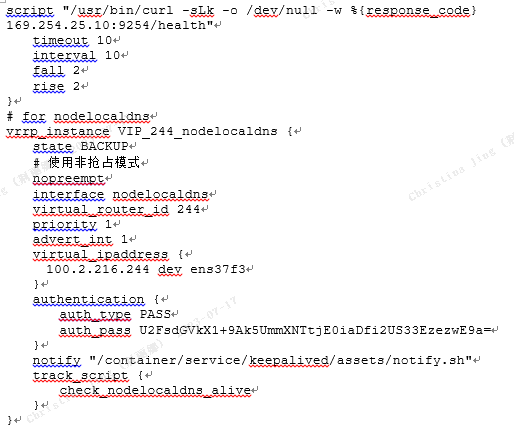 script "/usr/bin/curl -sLk -o /dev/null -w %{response_code}
169.254.25.10:9254/health"
timeout 10
interval 10
fall 2
rise 2
}
# for nodelocaldns
vrrp_instance VIP_244_nodelocaldns {
state BACKUP
# 使用非抢占模式
nopreempt
interface nodelocaldns
virtual_router_id 244
priority 1
advert_int 1
virtual_ipaddress {
100.2.216.244 dev ens37f3
}
authentication {
auth_type PASS
auth_pass U2FsdGVkX1+9Ak5UmmXNTtjE0iaDfi2US33EzezwE9a=
}
notify "/container/service/keepalived/assets/notify.sh"
track_script {
check_nodelocaldns_alive
}
}